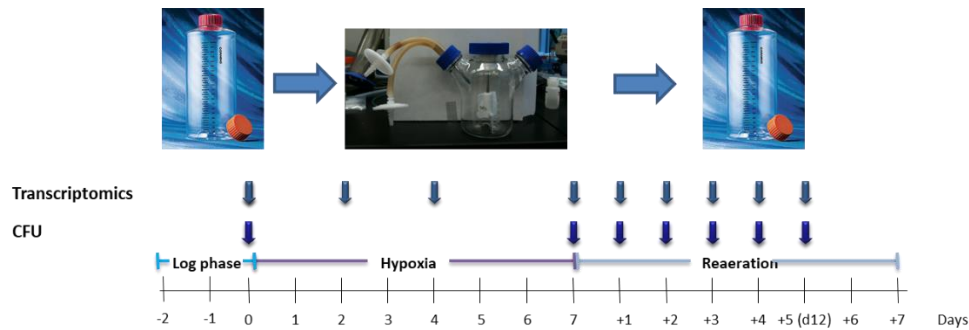 Transcriptomics
CFU
Log phase Hypoxia Reaeration
-2 -1 0 1 2 3 4 5 6 7 +1 +2 +3 +4 +5 (d12) +6 +7 Days